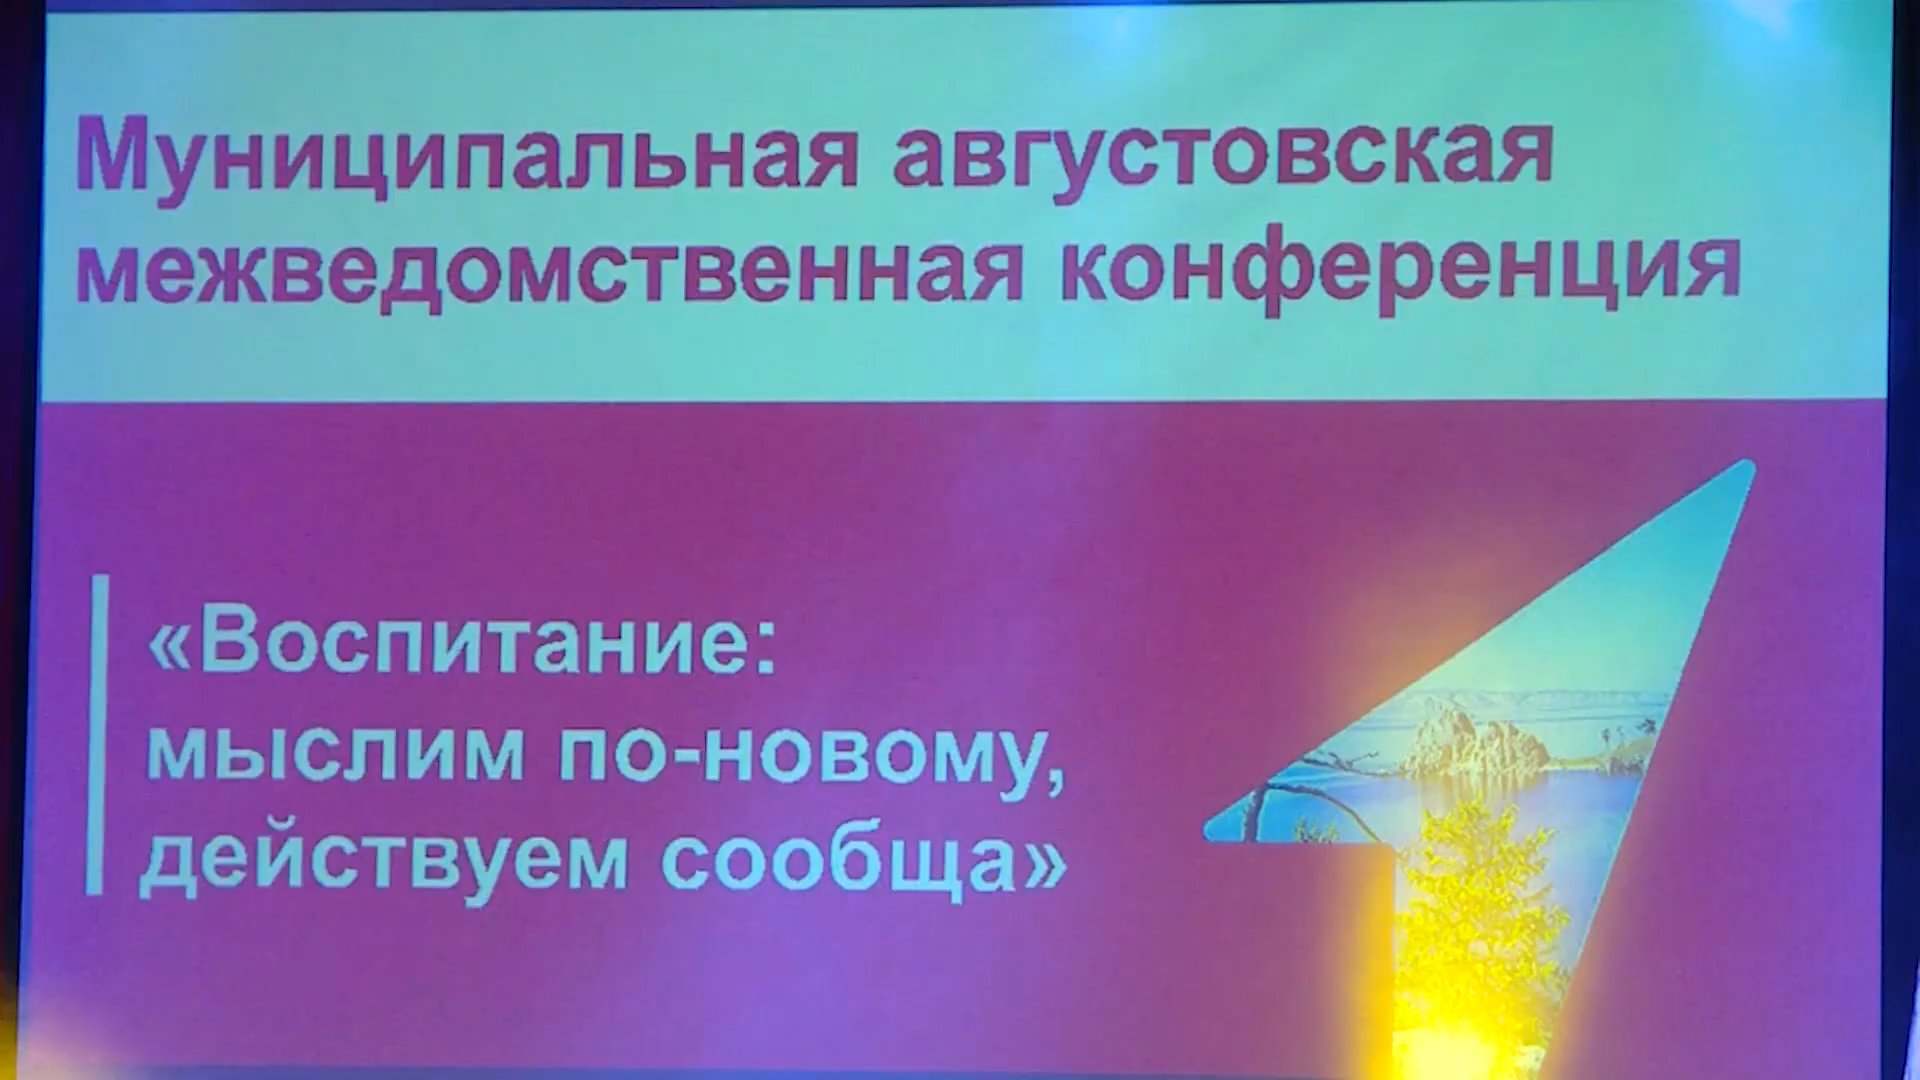 Муниципальная августовская
межведомственная конференция
«Воспитание:
мыслим по-новому,
действуем сообща»